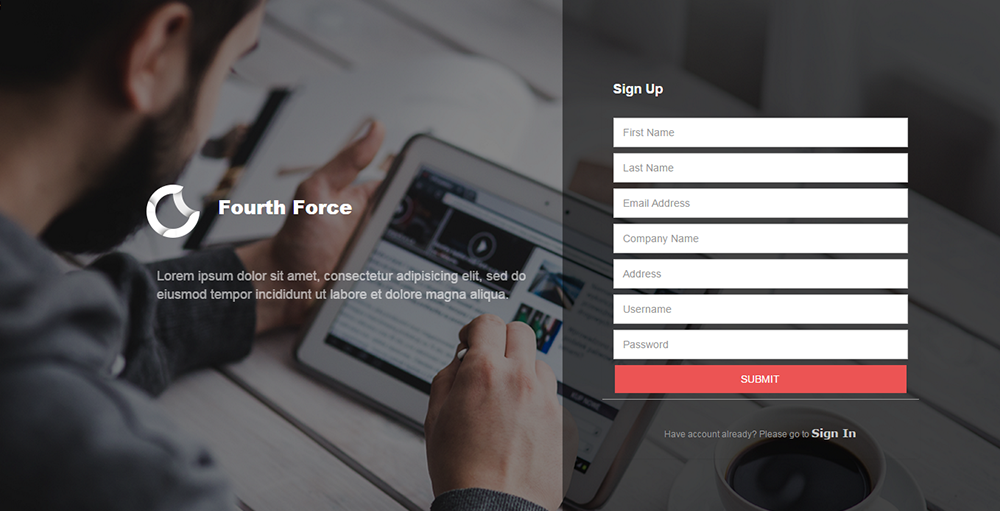 Fourth Force
Lorem ipsum dolor sit amet, consectetur adipisicing elit, sed do
eiusmod tempor incididunt ut labore et dolore magna aliqua.
Sign Up
First Name
Last Name
Email Address
Company Name
Address
Username
Password
SUBMIT
Have account already? Please go to Sign In